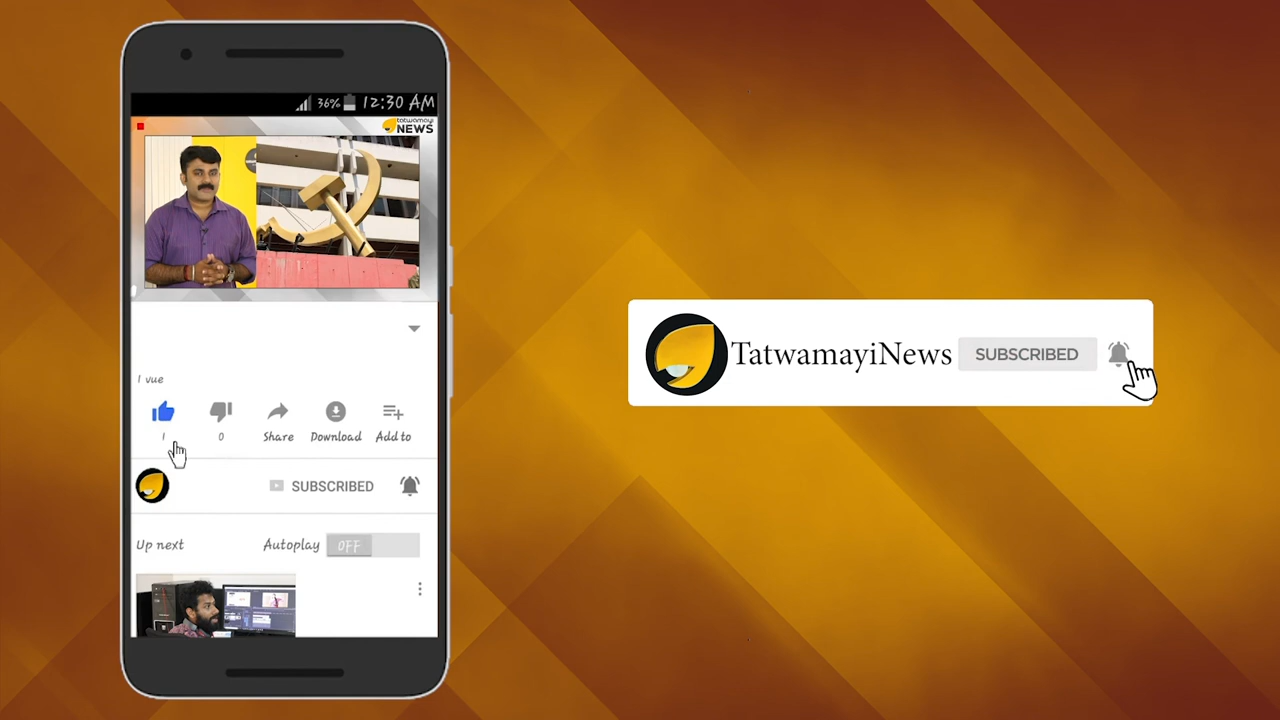 36% 12:30 AM
tatwamayi
NEWS
1 vue
1 0 Share Download Add to
SUBSCRIBED
Up next Autoplay OFF
TatwamayiNews SUBSCRIBED